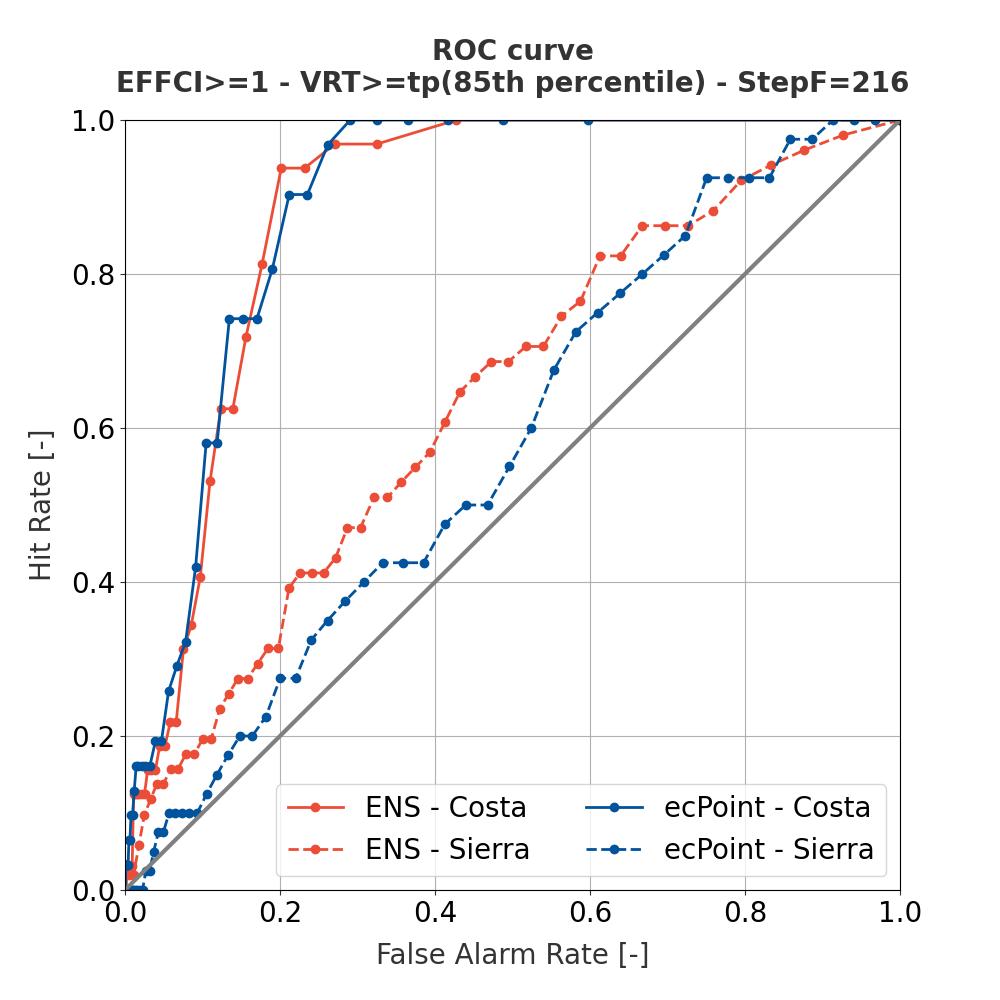 ROC curve
EFFCI>=1 - VRT>=tp(85th percentile) - StepF=216
1.0
0.8
0.6
0.4
0.2
0.0
Hit Rate [-]
ENS - Costa
ENS - Sierra
ecPoint - Costa
ecPoint - Sierra
0.0 0.2 0.4 0.6 0.8 1.0
False Alarm Rate [-]